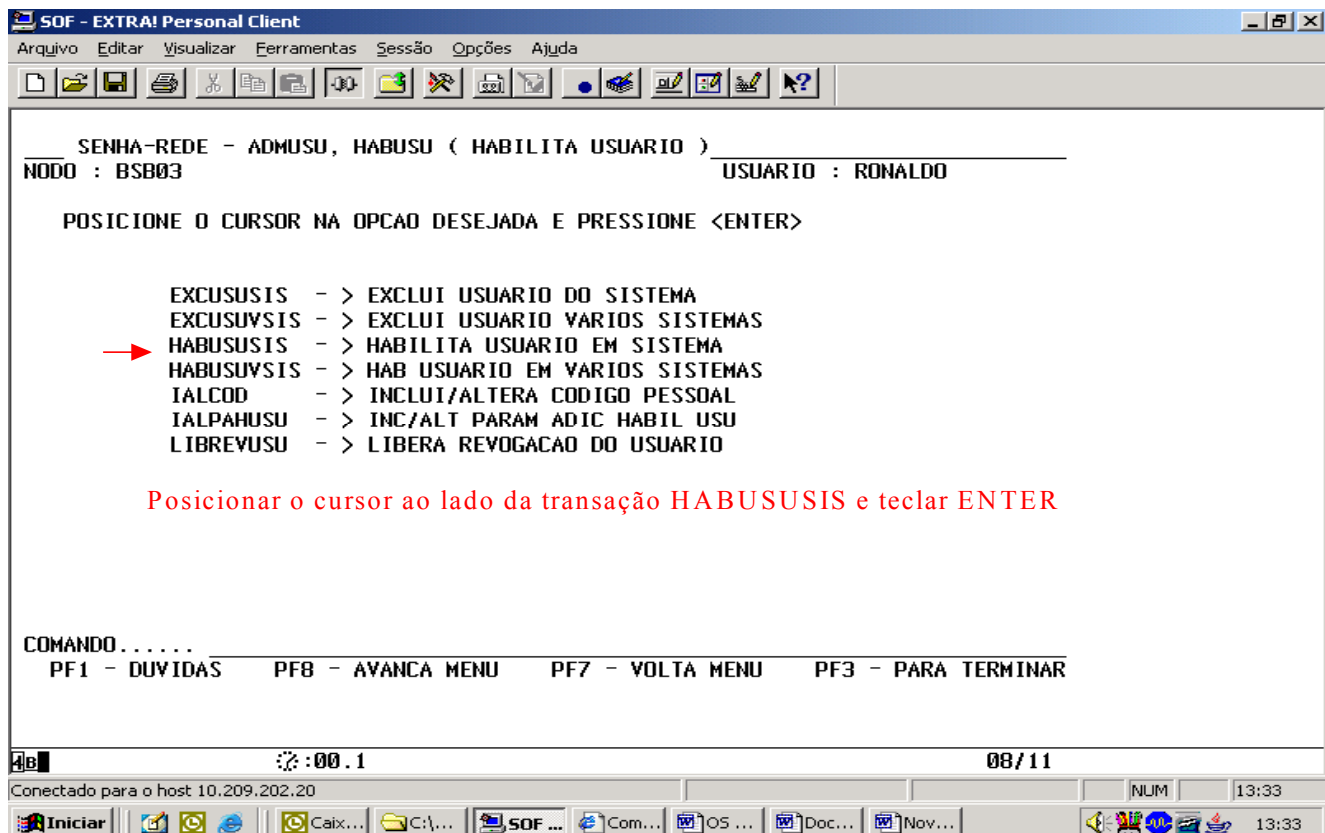 SOF - EXTRA! Personal Client
Arquivo Editar Visualizar Ferramentas Sessão Opções Ajuda
SENHA-REDE - ADMUSU, HABUSU ( HABILITA USUARIO )
NODO : BSB03 USUARIO : RONALDO
POSICIONE O CURSOR NA OPCAO DESEJADA E PRESSIONE <ENTER>
EXCUSUSIS - > EXCLUI USUARIO DO SISTEMA
EXCUSUVSIS - > EXCLUI USUARIO VARIOS SISTEMAS
HABUSUSIS - > HABILITA USUARIO EM SISTEMA
HABUSUVSIS - > HAB USUARIO EM VARIOS SISTEMAS
IALCOD - > INCLUI/ALTERA CODIGO PESSOAL
IALPAHUSU - > INC/ALT PARAM ADIC HABIL USU
LIBREVUSU - > LIBERA REVOGACAO DO USUARIO
Posicionar o cursor ao lado da transação HABUSUSIS e teclar ENTER
COMANDO......
PF1 - DUVIDAS PF8 - AVANCA MENU PF7 - VOLTA MENU PF3 - PARA TERMINAR
4B :00.1 08/11
Conectado para o host 10.209.202.20 NUM 13:33
Iniciar Caix... C:\... SOF ... Com... OS ... Doc... Nov... 13:33